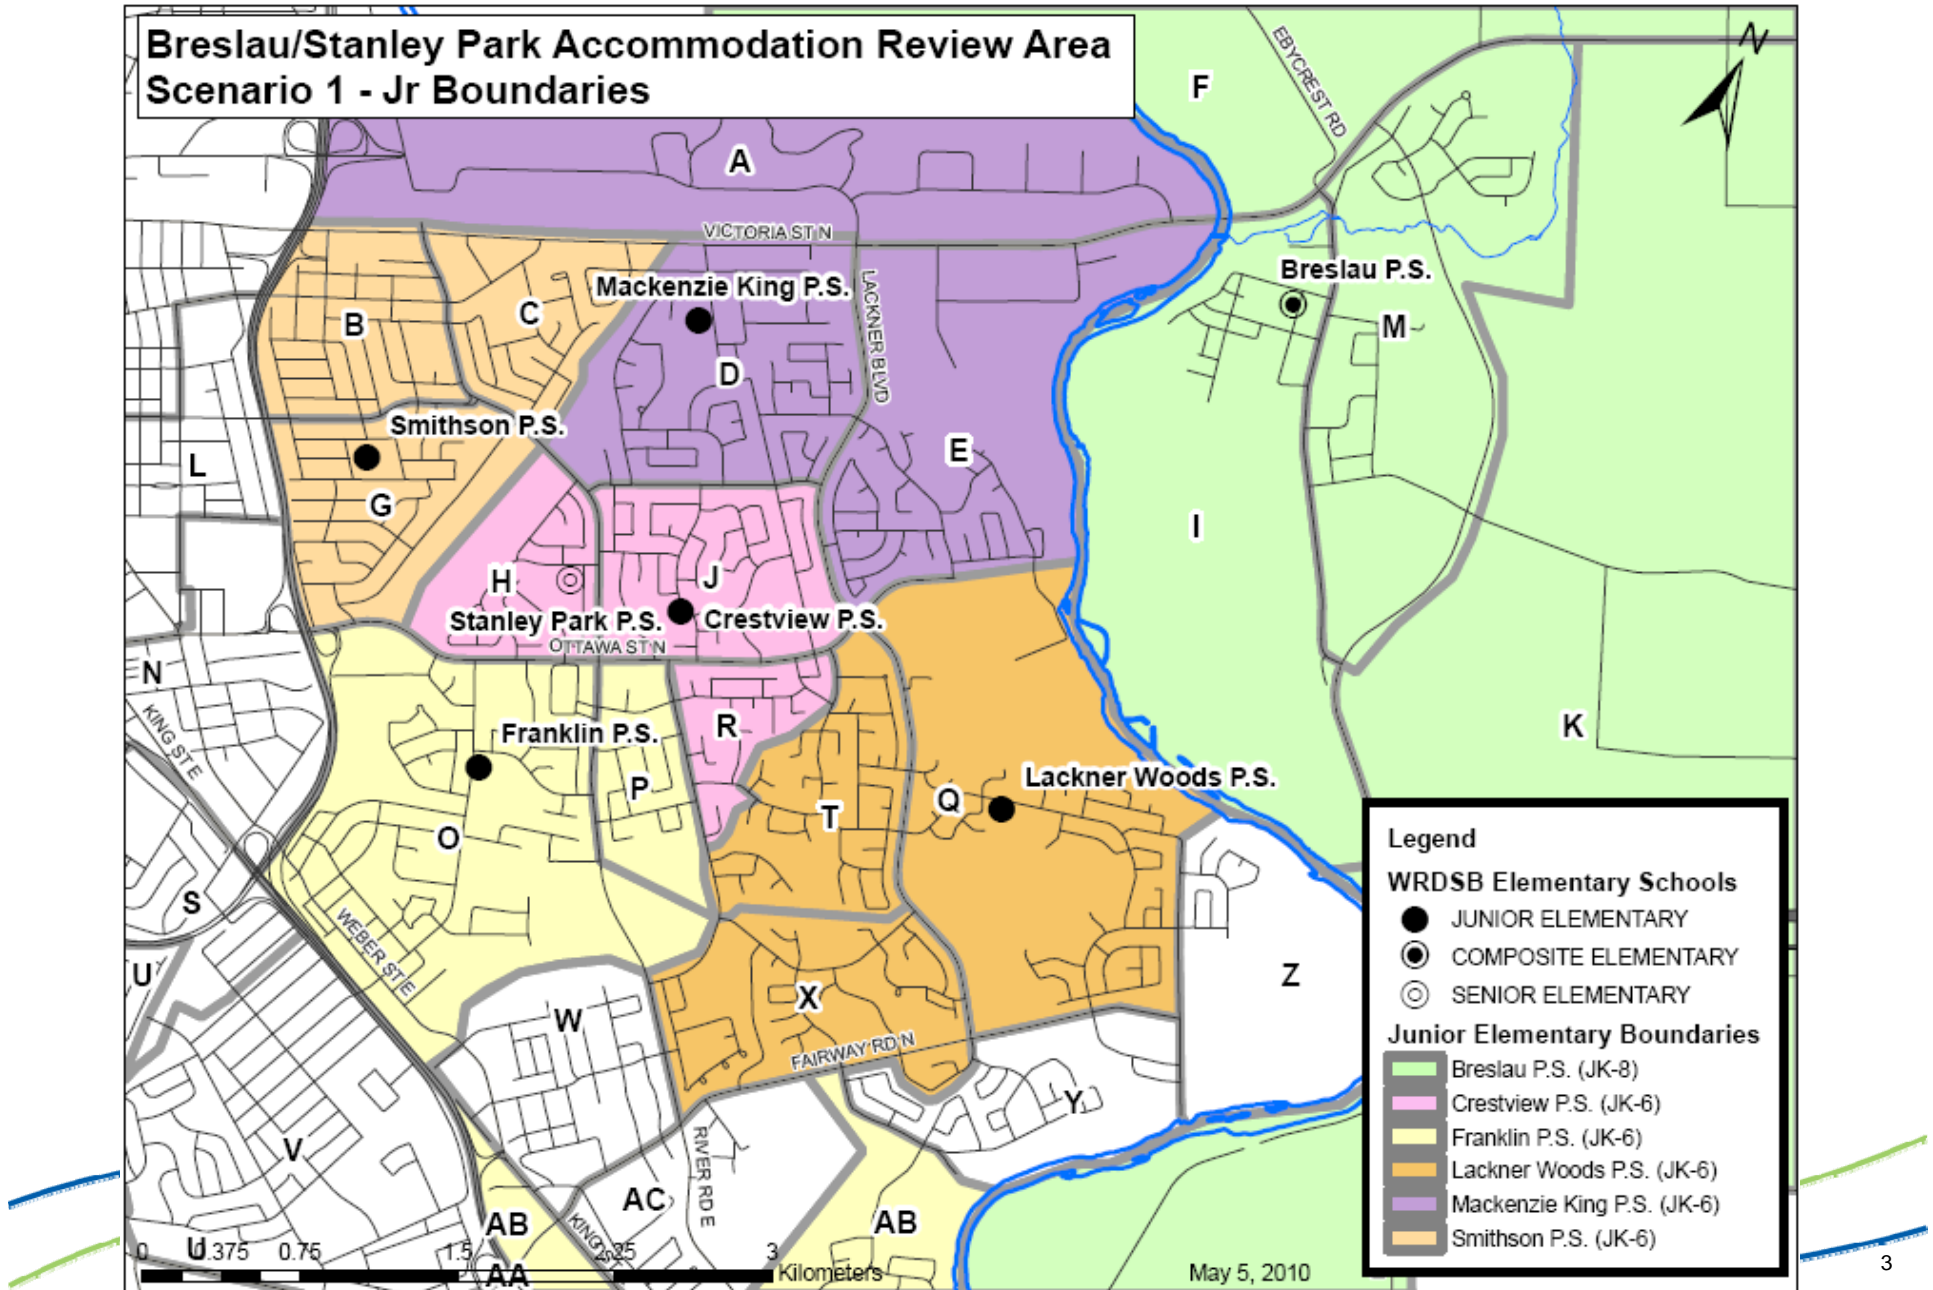 Breslau/Stanley Park Accommodation Review Area
Scenario 1 - Jr Boundaries
N
F
EBYCREST RD
A
VICTORIA ST N
Mackenzie King P.S.
LACKNER BLVD
Breslau P.S.
B
C
M
D
Smithson P.S.
L
E
G
I
H
J
Stanley Park P.S.
Crestview P.S.
OTTAWA ST N
N
KING ST E
R
K
Franklin P.S.
P
Lackner Woods P.S.
Q
T
O
S
WEBER ST E
U
Z
X
W
FAIRWAY RD N
Y
V
RIVER RD E
AC
AB
AB
KING ST
U
AA
0
0.375
0.75
1.5
2.25
3
Kilometers
May 5, 2010
Legend
WRDSB Elementary Schools
JUNIOR ELEMENTARY
COMPOSITE ELEMENTARY
SENIOR ELEMENTARY
Junior Elementary Boundaries
Breslau P.S. (JK-8)
Crestview P.S. (JK-6)
Franklin P.S. (JK-6)
Lackner Woods P.S. (JK-6)
Mackenzie King P.S. (JK-6)
Smithson P.S. (JK-6)
3